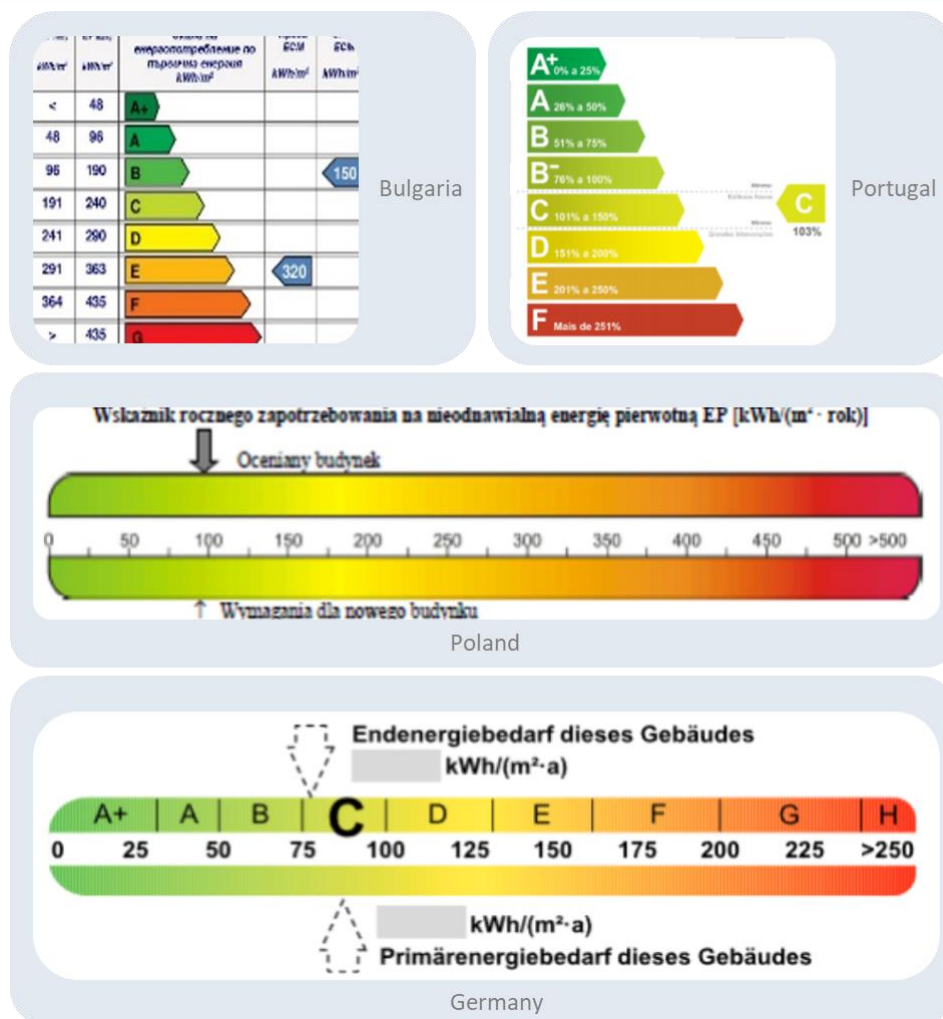 енергопотребление по
първична енергия
kWh/m²
ЕСМ
kWh/m²
kWh/m²
kWh/m²
kWh/m²
< 48 A+
48 96 A
96 190 B 150
191 240 C
241 290 D
291 363 E 320
364 435 F
> 435 G
Bulgaria
A+ 0% a 25%
A 26% a 50%
B 51% a 75%
B- 76% a 100%
C 101% a 150%
C
103%
D 151% a 200%
E 201% a 250%
F Mais de 251%
Portugal
Wskaźnik rocznego zapotrzebowania na nieodnawialną energię pierwotną EP [kWh/(m² · rok)]
Oceniany budynek
0 50 100 150 200 250 300 350 400 450 500 >500
↑ Wymagania dla nowego budynku
Poland
Endenergiebedarf dieses Gebäudes
kWh/(m²·a)
A+ A B C D E F G H
0 25 50 75 100 125 150 175 200 225 >250
kWh/(m²·a)
Primärenergiebedarf dieses Gebäudes
Germany